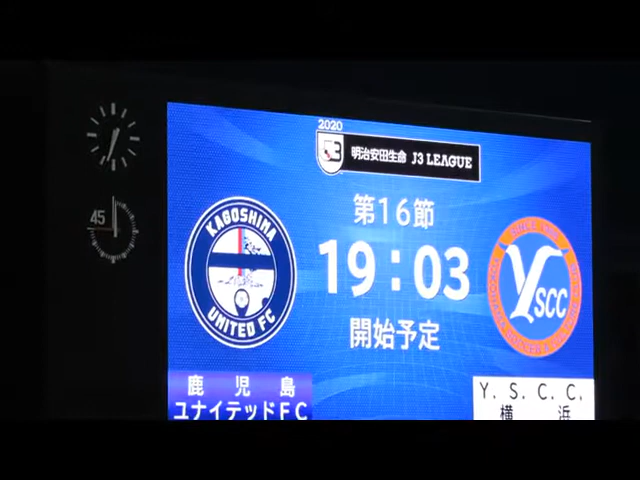 2020
明治安田生命 J3 LEAGUE
第16節
19:03
開始予定
KAGOSHIMA
UNITED FC
YSCC
45
鹿児島
ユナイテッドFC
Y.S.C.C.
横浜